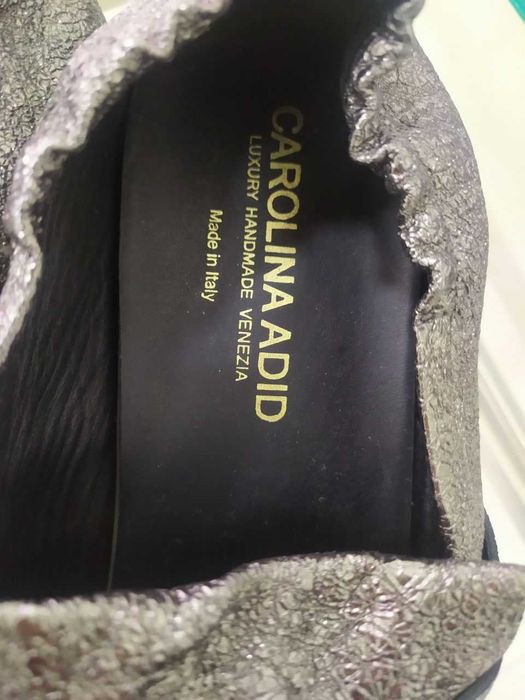 CAROLINA ADID
LUXURY HANDMADE VENEZIA
Made in Italy